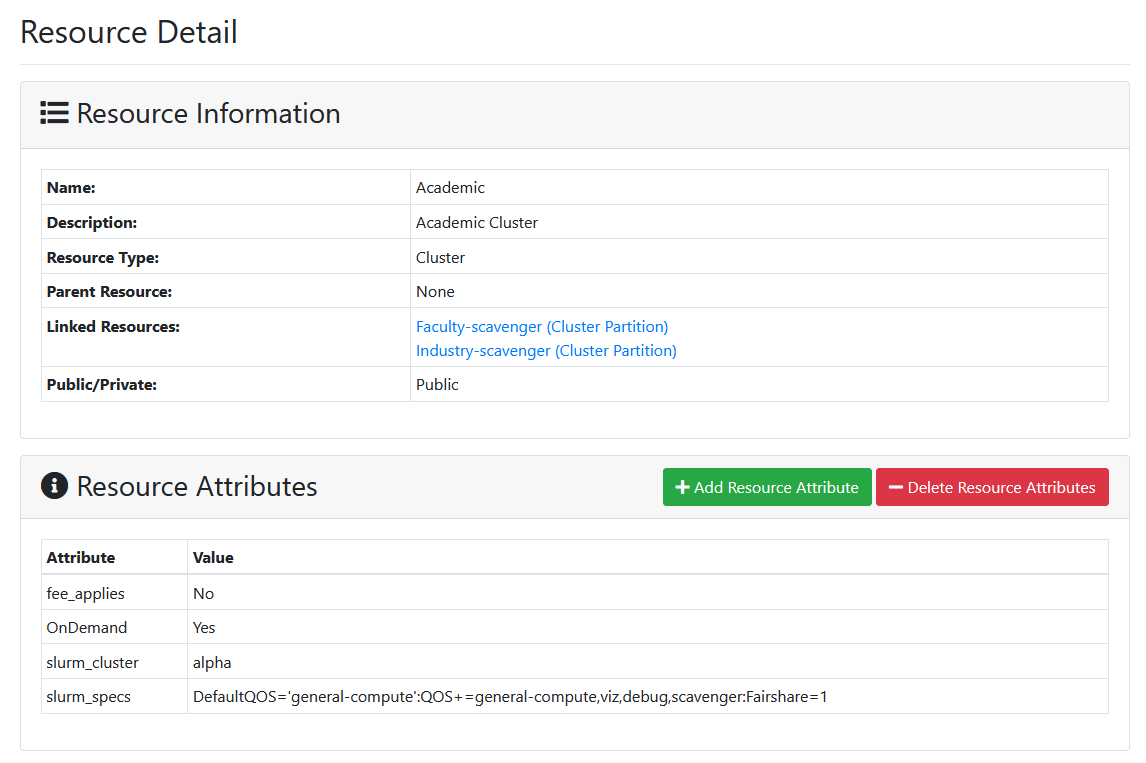 Resource Detail
Resource Information
Name: Academic
Description: Academic Cluster
Resource Type: Cluster
Parent Resource: None
Linked Resources: Faculty-scavenger (Cluster Partition)
Industry-scavenger (Cluster Partition)
Public/Private: Public
Resource Attributes + Add Resource Attribute − Delete Resource Attributes
Attribute Value
fee_applies No
OnDemand Yes
slurm_cluster alpha
slurm_specs DefaultQOS='general-compute':QOS+=general-compute,viz,debug,scavenger:Fairshare=1